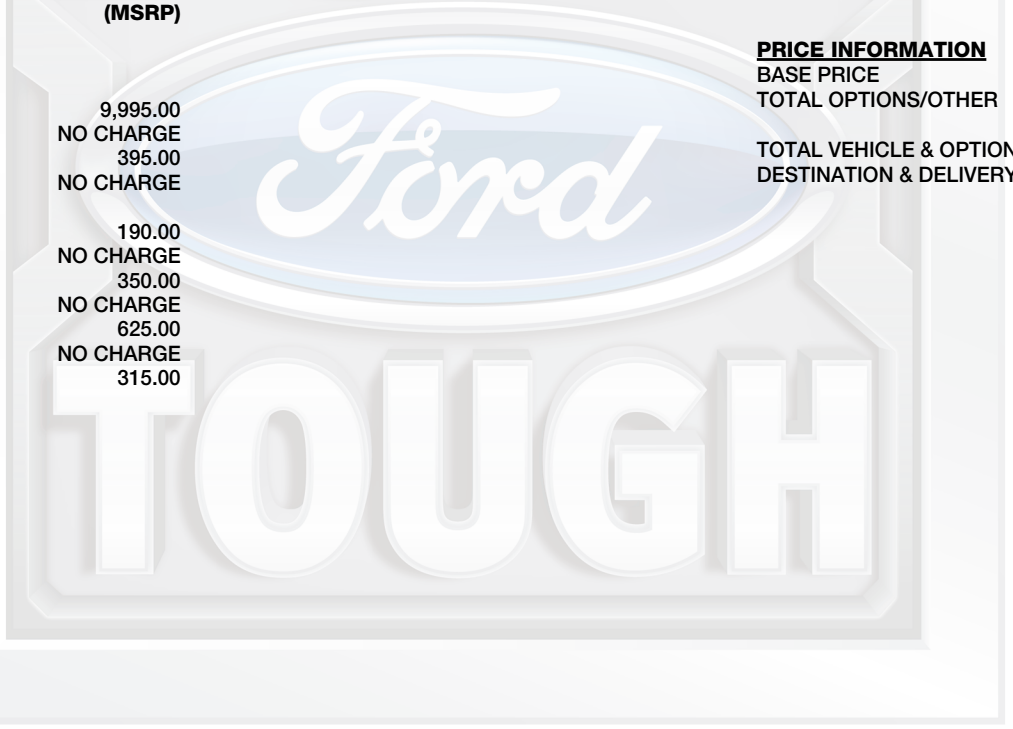 (MSRP)
9,995.00
NO CHARGE
395.00
NO CHARGE
190.00
NO CHARGE
350.00
NO CHARGE
625.00
NO CHARGE
315.00
PRICE INFORMATION
BASE PRICE
TOTAL OPTIONS/OTHER
TOTAL VEHICLE & OPTION
DESTINATION & DELIVERY
Ford
TOUGH